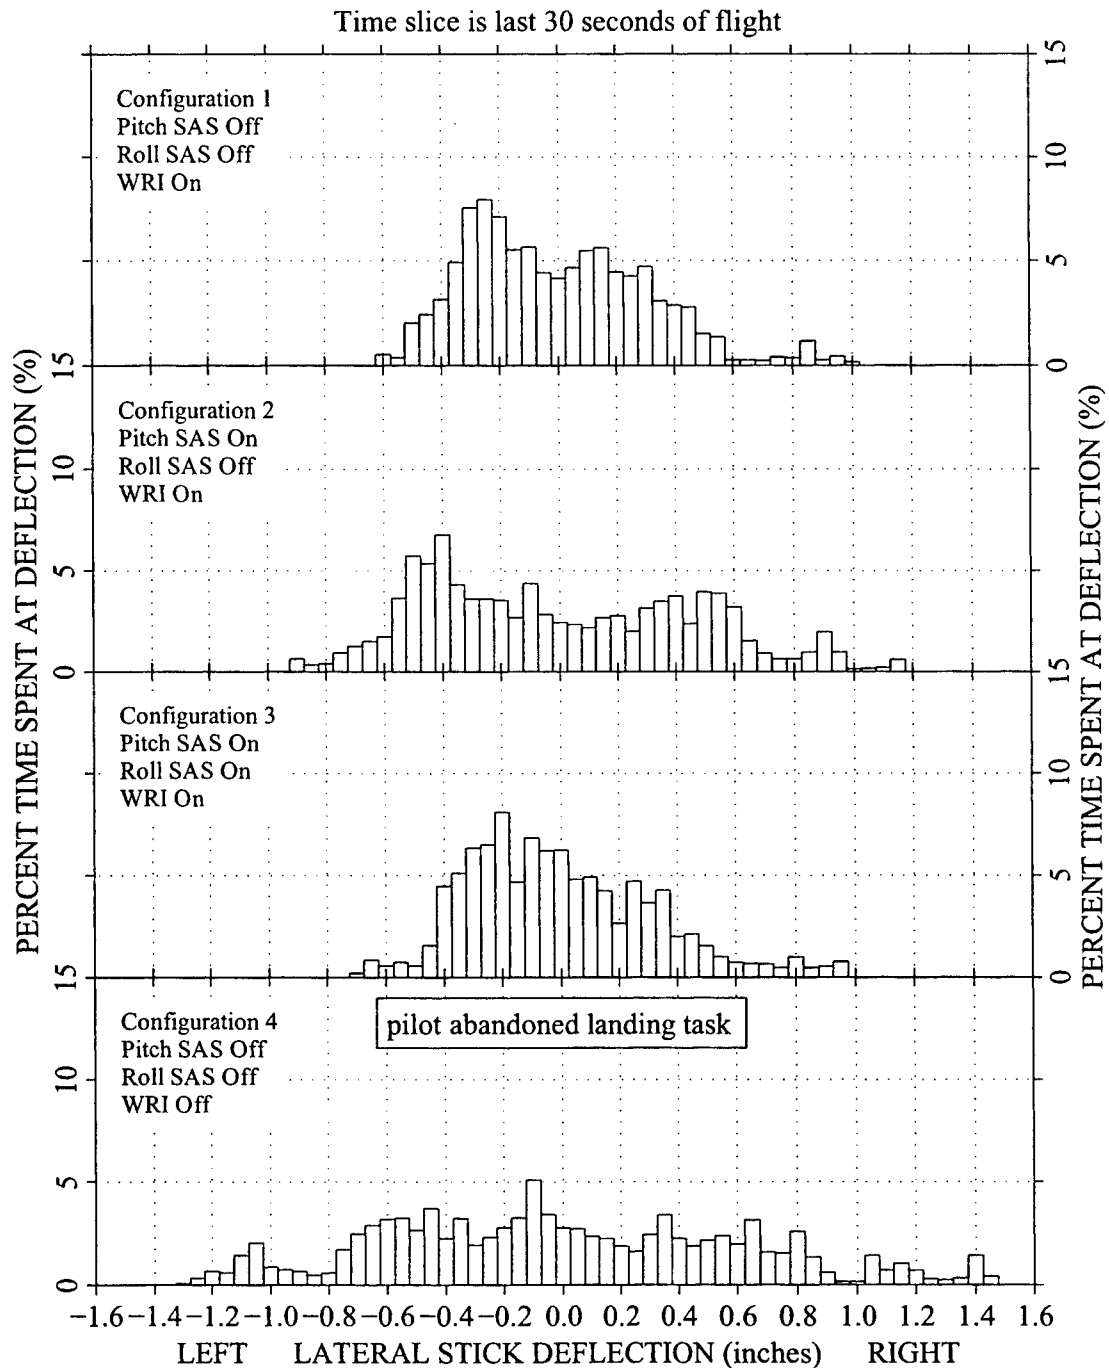 Time slice is last 30 seconds of flight
Configuration 1
Pitch SAS Off
Roll SAS Off
WRI On
15
10
5
0
15
Configuration 2
Pitch SAS On
Roll SAS Off
WRI On
10
5
0
15
Configuration 3
Pitch SAS On
Roll SAS On
WRI On
10
5
0
15
pilot abandoned landing task
Configuration 4
Pitch SAS Off
Roll SAS Off
WRI Off
10
5
0
PERCENT TIME SPENT AT DEFLECTION (%)
PERCENT TIME SPENT AT DEFLECTION (%)
−1.6 −1.4 −1.2 −1.0 −0.8 −0.6 −0.4 −0.2 0.0 0.2 0.4 0.6 0.8 1.0 1.2 1.4 1.6
LEFT LATERAL STICK DEFLECTION (inches) RIGHT